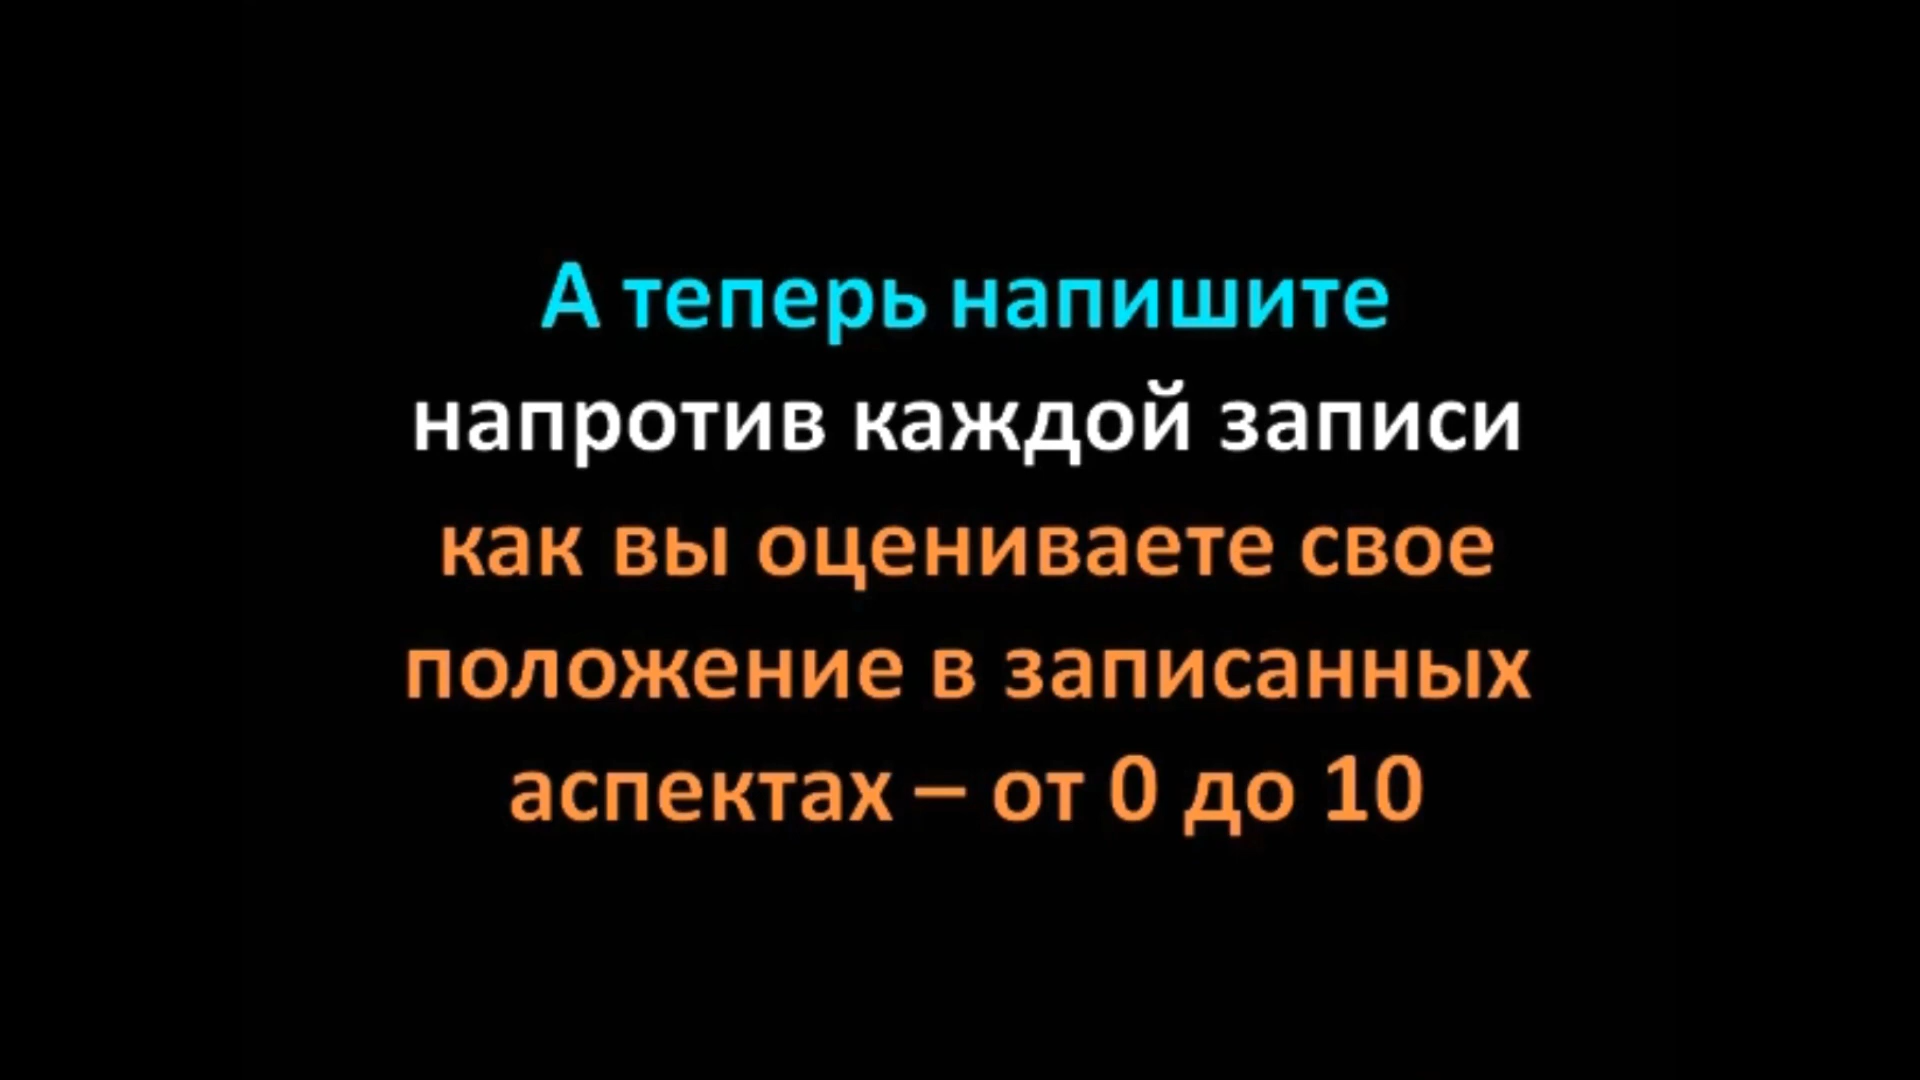 А теперь напишите
напротив каждой записи
как вы оцениваете свое
положение в записанных
аспектах – от 0 до 10